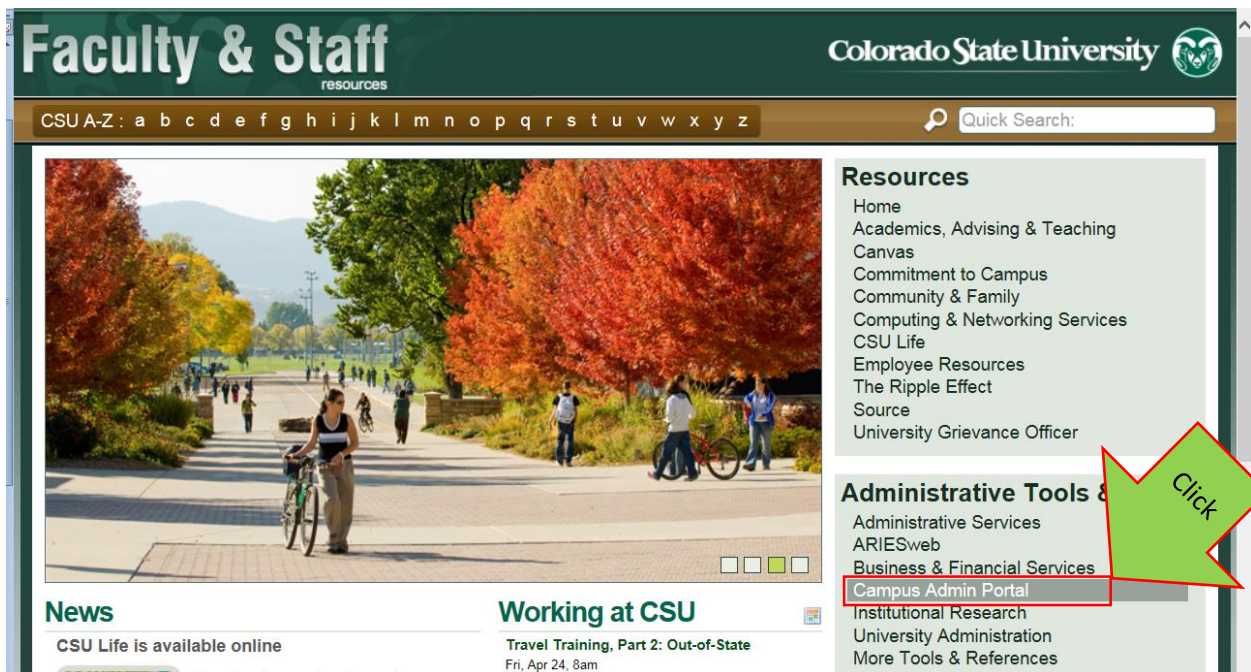 Faculty & Staff
resources
Colorado State University
CSU A-Z : a b c d e f g h i j k l m n o p q r s t u v w x y z
Quick Search:
Resources
Home
Academics, Advising & Teaching
Canvas
Commitment to Campus
Community & Family
Computing & Networking Services
CSU Life
Employee Resources
The Ripple Effect
Source
University Grievance Officer
Administrative Tools &
Click
Administrative Services
ARIESweb
Business & Financial Services
Campus Admin Portal
Institutional Research
University Administration
More Tools & References
News
CSU Life is available online
Working at CSU
Travel Training, Part 2: Out-of-State
Fri, Apr 24, 8am